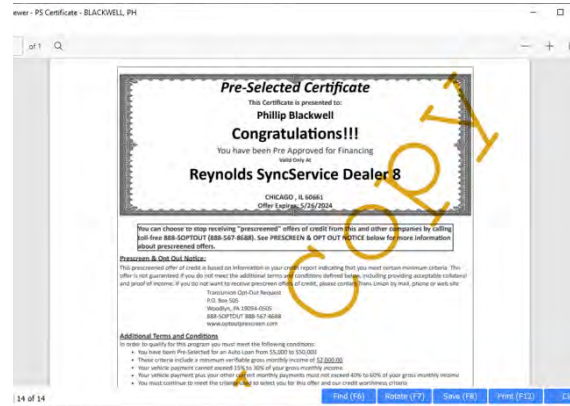 ewer - PS Certificate - BLACKWELL, PH
of 1
Pre-Selected Certificate
This Certificate is presented to:
Phillip Blackwell
Congratulations!!!
You have been Pre Approved for Financing
Valid Only At
Reynolds SyncService Dealer 8
CHICAGO , IL 60661
Offer Expires: 5/26/2024
COPY
You can choose to stop receiving "prescreened" offers of credit from this and other companies by calling
toll-free 888-5OPTOUT (888-567-8688). See PRESCREEN & OPT OUT NOTICE below for more information
about prescreened offers.
Prescreen & Opt Out Notice:
This prescreened offer of credit is based on information in your credit report indicating that you meet certain minimum criteria. This
offer is not guaranteed if you do not meet the additional terms and conditions defined below, including providing acceptable collateral
and proof of income. If you do not want to receive prescreen offers of credit, please contact Trans Union by mail, phone or web site
TransUnion Opt-Out Request
P.O. Box 505
Woodlyn, PA 19094-0505
888-5OPTOUT 888-567-8688
www.optoutprescreen.com
Additional Terms and Conditions
In order to qualify for this program you must meet the following conditions:
• You have been Pre-Selected for an Auto Loan from $5,000 to $50,000
• These criteria include a minimum verifiable gross monthly income of $2,000.00
• Your vehicle payment cannot exceed 15% to 30% of your gross monthly income
• Your vehicle payment plus your other current monthly payments must not exceed 40% to 60% of your gross monthly income
• You must continue to meet the criteria used to select you for this offer and our credit worthiness criteria
14 of 14
Find (F6) Rotate (F7) Save (F8) Print (F12)